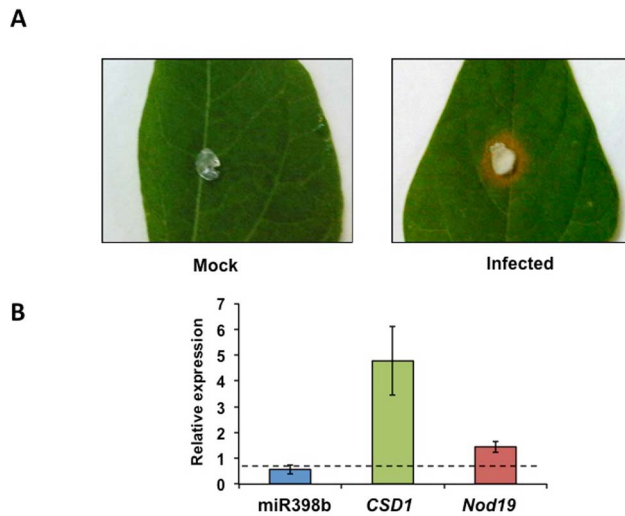 A
Mock
Infected
B
Relative expression
7
6
5
4
3
2
1
0
miR398b
CSD1
Nod19